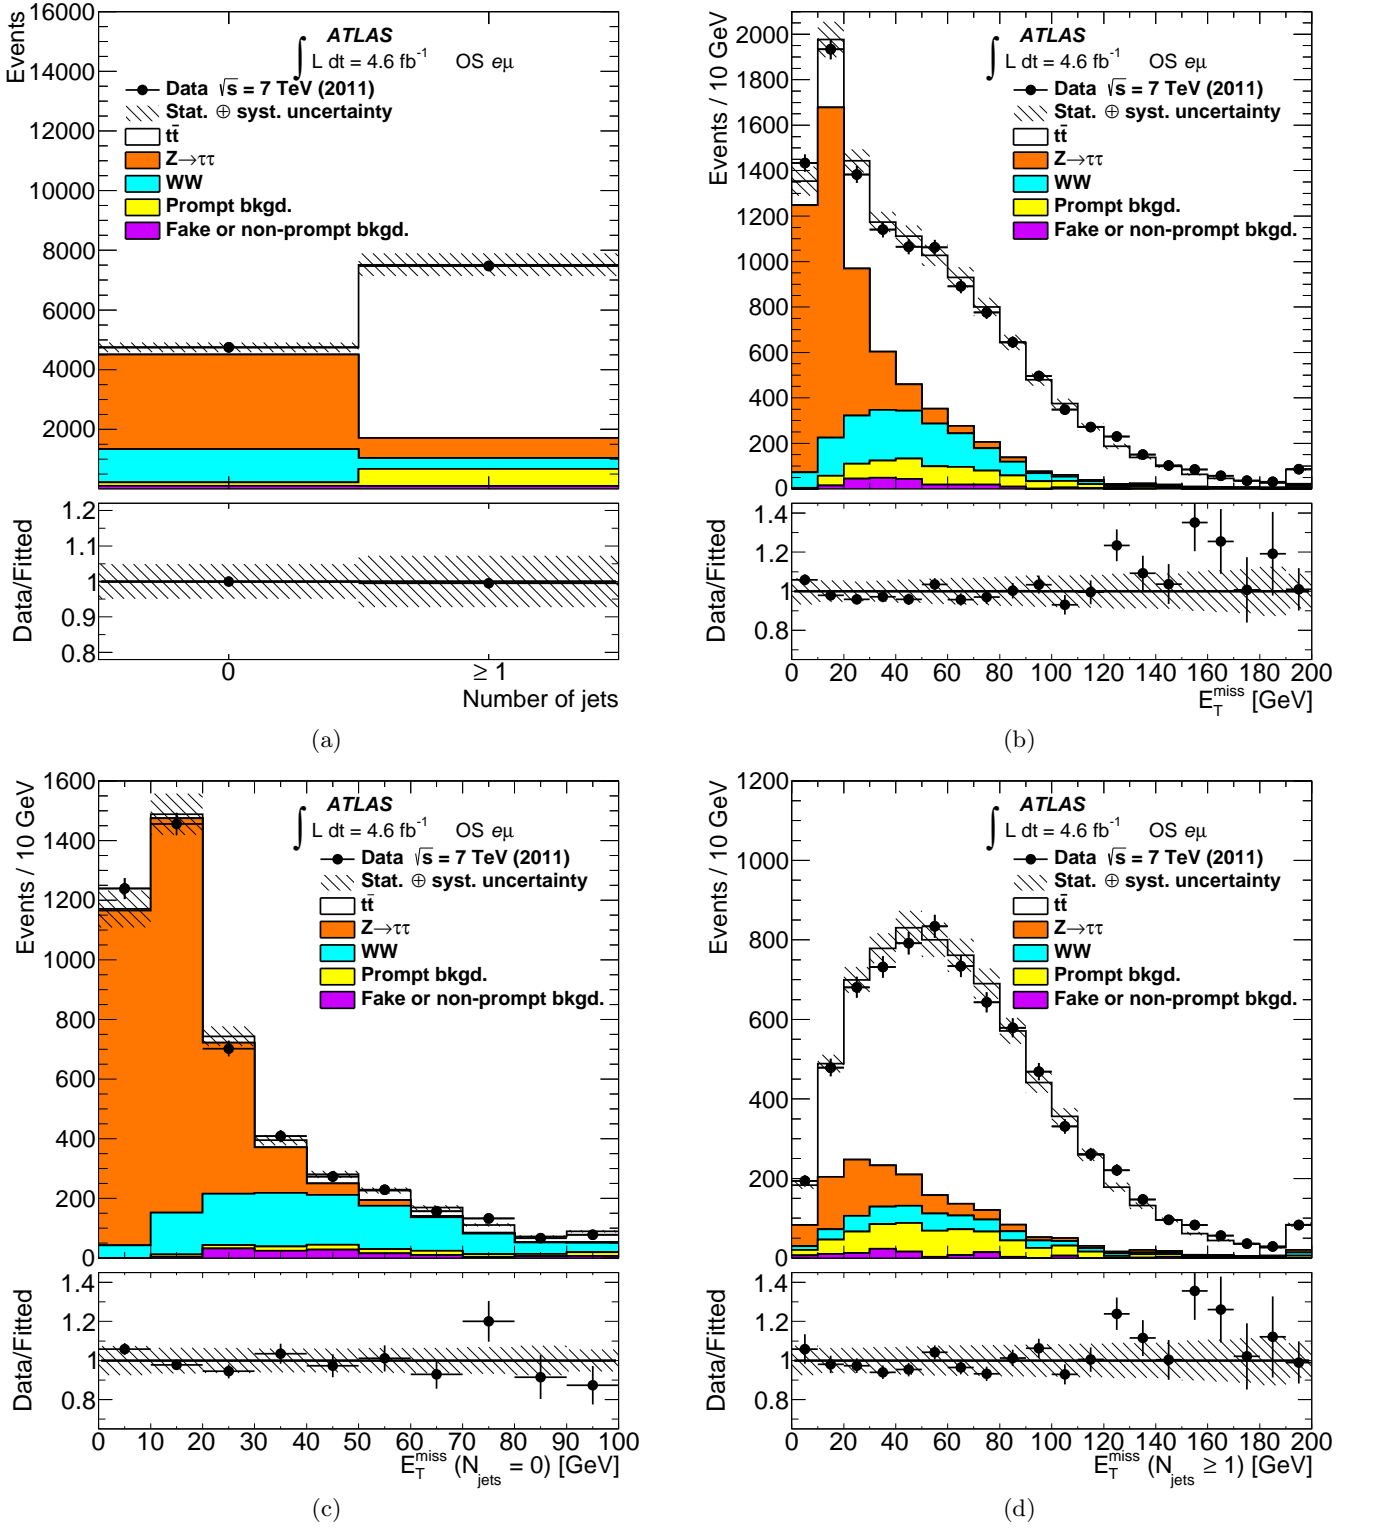 Events
16000
14000
12000
10000
8000
6000
4000
2000
ATLAS
∫ L dt = 4.6 fb⁻¹ OS eμ
Data √s = 7 TeV (2011)
Stat. ⊕ syst. uncertainty
tt̄
Z→ττ
WW
Prompt bkgd.
Fake or non-prompt bkgd.
Data/Fitted
1.2
1.1
1
0.9
0.8
0 ≥ 1
Number of jets
(a)
Events / 10 GeV
2000
1800
1600
1400
1200
1000
800
600
400
200
0
ATLAS
∫ L dt = 4.6 fb⁻¹ OS eμ
Data √s = 7 TeV (2011)
Stat. ⊕ syst. uncertainty
tt̄
Z→ττ
WW
Prompt bkgd.
Fake or non-prompt bkgd.
Data/Fitted
1.4
1.2
1
0.8
0 20 40 60 80 100 120 140 160 180 200
E_T^miss [GeV]
(b)
Events / 10 GeV
1600
1400
1200
1000
800
600
400
200
0
ATLAS
∫ L dt = 4.6 fb⁻¹ OS eμ
Data √s = 7 TeV (2011)
Stat. ⊕ syst. uncertainty
tt̄
Z→ττ
WW
Prompt bkgd.
Fake or non-prompt bkgd.
Data/Fitted
1.4
1.2
1
0.8
0 10 20 30 40 50 60 70 80 90 100
E_T^miss (N_jets = 0) [GeV]
(c)
Events / 10 GeV
1200
1000
800
600
400
200
0
ATLAS
∫ L dt = 4.6 fb⁻¹ OS eμ
Data √s = 7 TeV (2011)
Stat. ⊕ syst. uncertainty
tt̄
Z→ττ
WW
Prompt bkgd.
Fake or non-prompt bkgd.
Data/Fitted
1.4
1.2
1
0.8
0 20 40 60 80 100 120 140 160 180 200
E_T^miss (N_jets ≥ 1) [GeV]
(d)